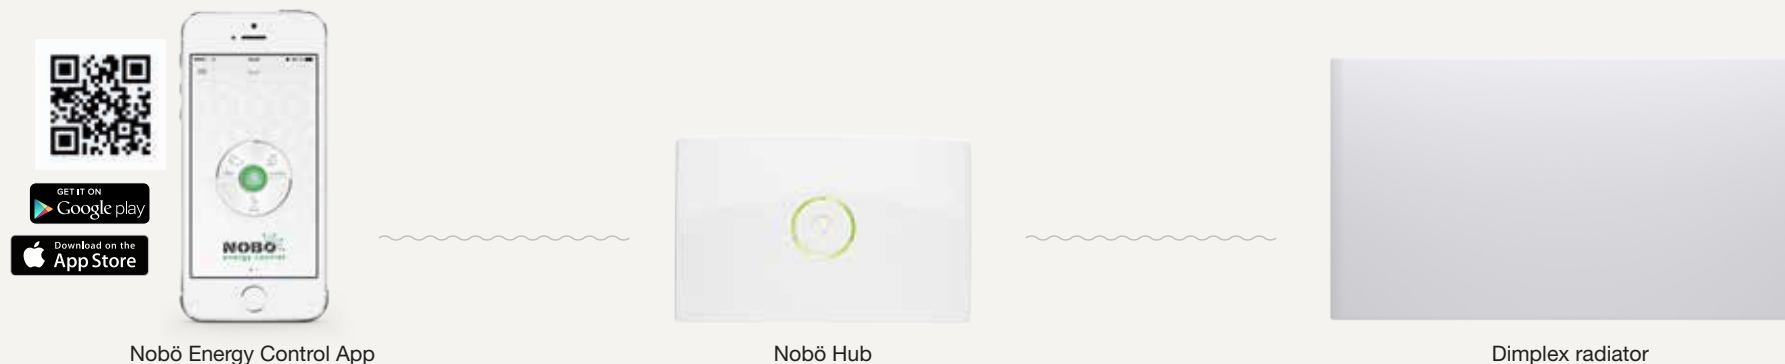 GET IT ON
Google play
Download on the
App Store
NOBÖ
energy control
Nobö Energy Control App
Nobö Hub
Dimplex radiator